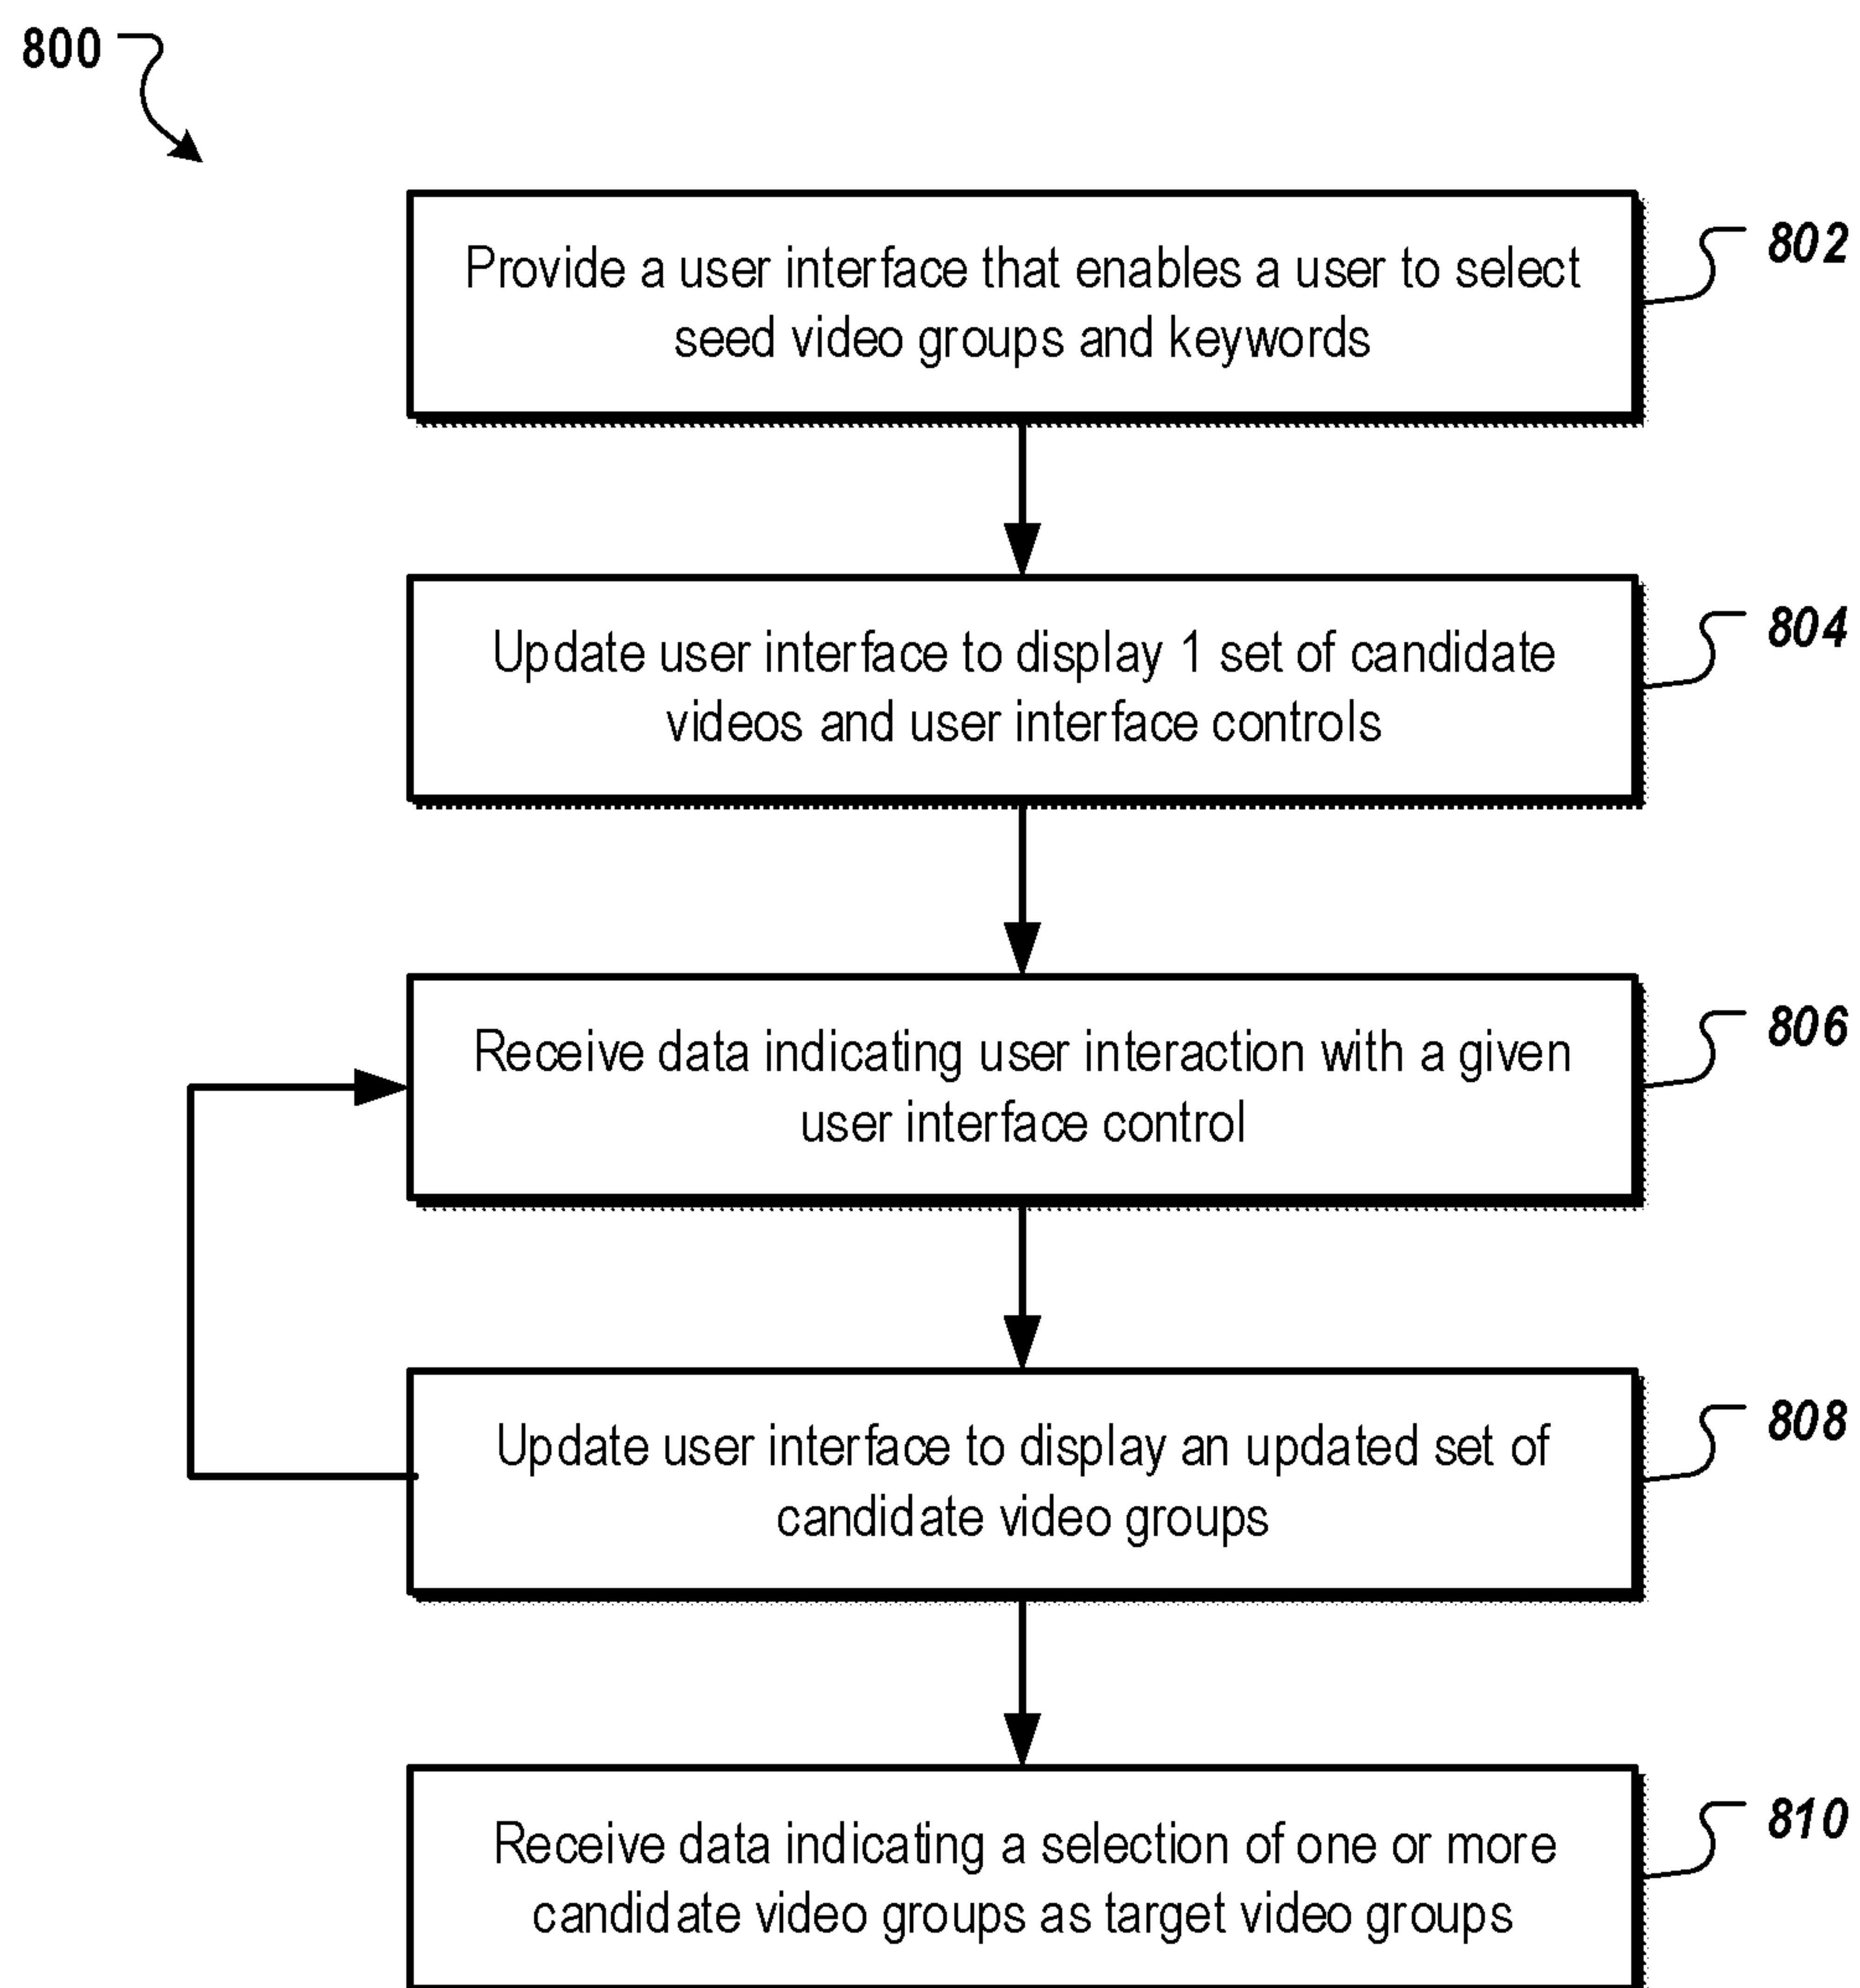 800
Provide a user interface that enables a user to select
seed video groups and keywords
802
Update user interface to display 1 set of candidate
videos and user interface controls
804
Receive data indicating user interaction with a given
user interface control
806
Update user interface to display an updated set of
candidate video groups
808
Receive data indicating a selection of one or more
candidate video groups as target video groups
810